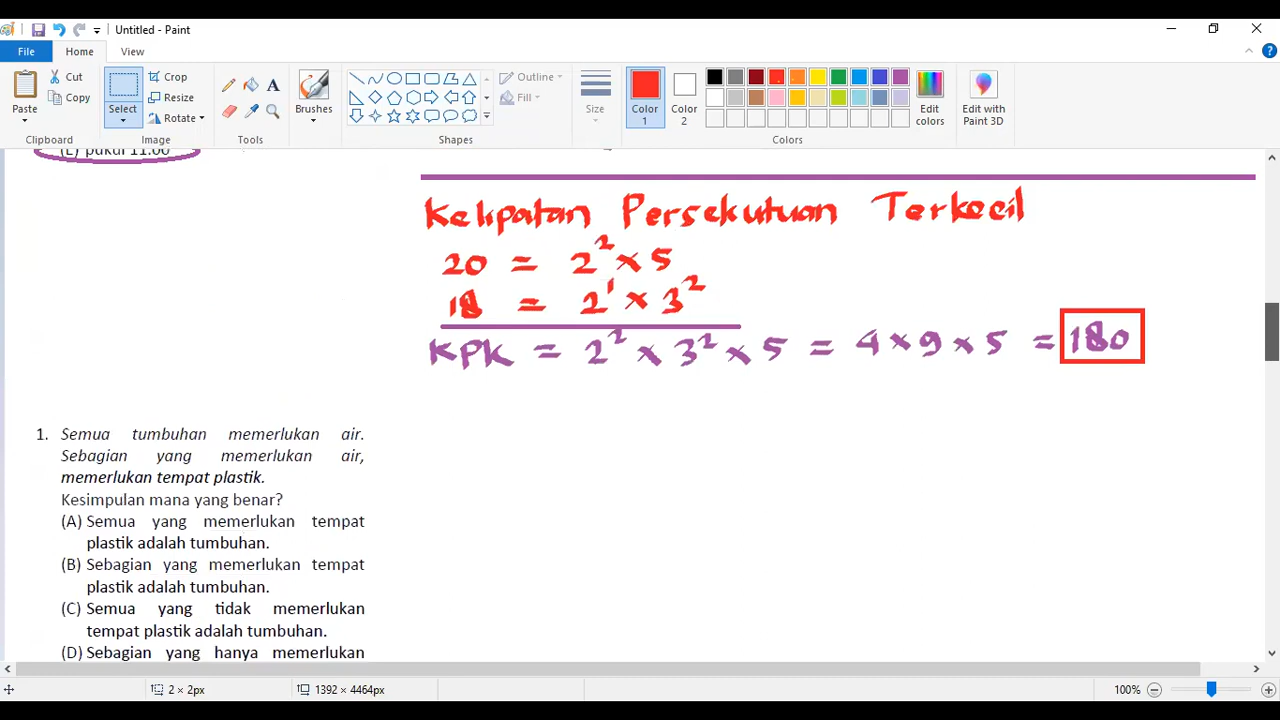 Untitled - Paint
File
Home
View
Paste
Cut
Copy
Clipboard
Select
Crop
Resize
Rotate
Image
A
Tools
Brushes
Outline
Fill
Shapes
Size
Color 1
Color 2
Edit colors
Edit with Paint 3D
Colors
(E) pukul 11.00
Kelipatan Persekutuan Terkecil
20 = 2² × 5
18 = 2¹ × 3²
KPK = 2² × 3² × 5 = 4 × 9 × 5 = 180
1. Semua tumbuhan memerlukan air.
Sebagian yang memerlukan air,
memerlukan tempat plastik.
Kesimpulan mana yang benar?
(A) Semua yang memerlukan tempat
plastik adalah tumbuhan.
(B) Sebagian yang memerlukan tempat
plastik adalah tumbuhan.
(C) Semua yang tidak memerlukan
tempat plastik adalah tumbuhan.
(D) Sebagian yang hanya memerlukan
2 × 2px
1392 × 4464px
100%